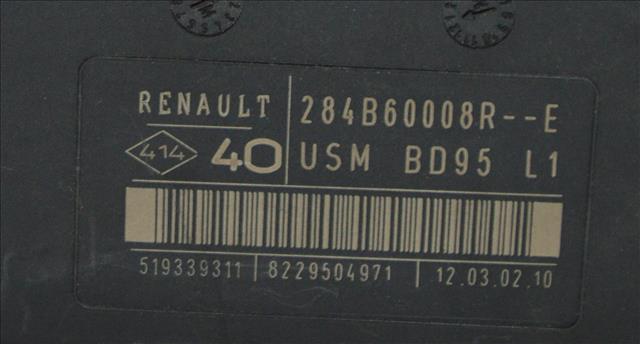 RENAULT 284B60008R--E
414 40 USM BD95 L1
519339311 8229504971 12.03.02.10